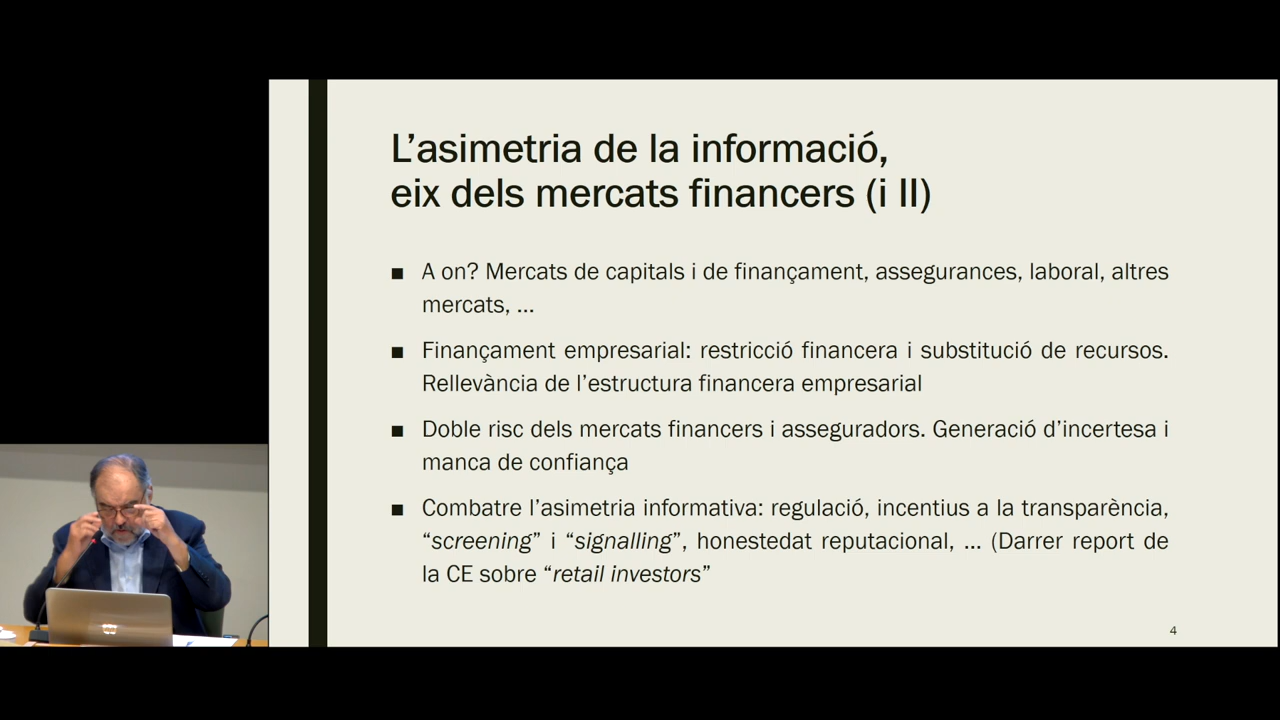 L’asimetria de la informació,
eix dels mercats financers (i II)
■ A on? Mercats de capitals i de finançament, assegurances, laboral, altres
mercats, ...
■ Finançament empresarial: restricció financera i substitució de recursos.
Rellevància de l’estructura financera empresarial
■ Doble risc dels mercats financers i asseguradors. Generació d’incertesa i
manca de confiança
■ Combatre l’asimetria informativa: regulació, incentius a la transparència,
“screening” i “signalling”, honestedat reputacional, ... (Darrer report de
la CE sobre “retail investors”
4